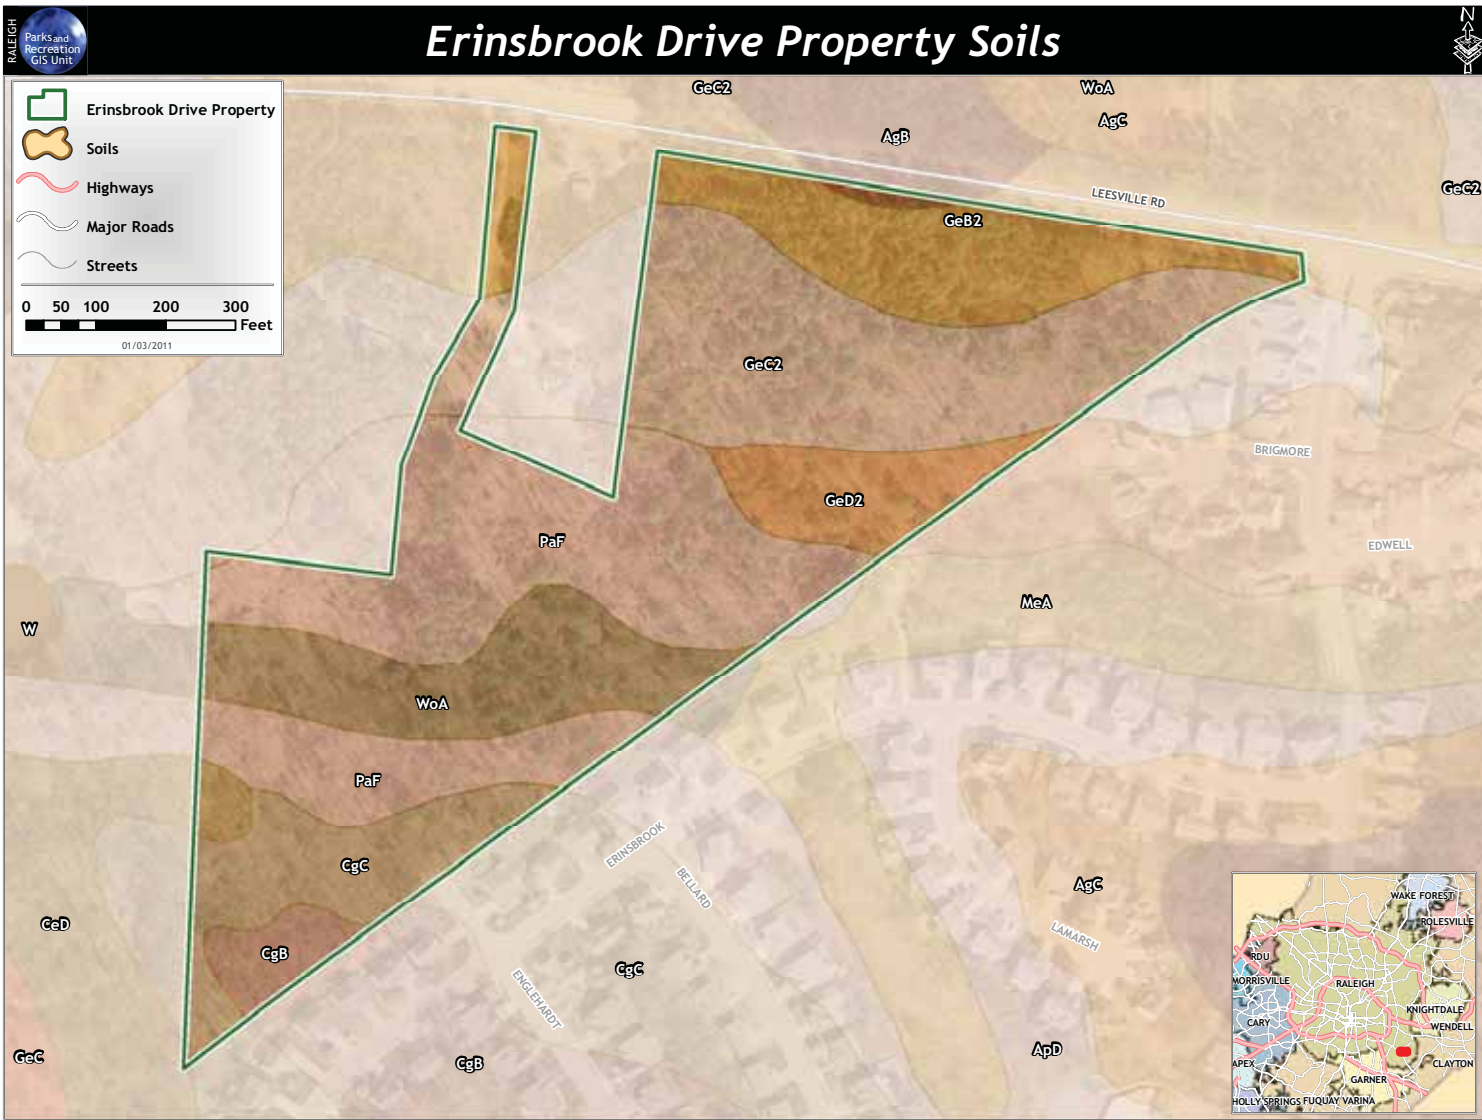 RALEIGH
Parks and
Recreation
GIS Unit
Erinsbrook Drive Property Soils
N
Erinsbrook Drive Property
Soils
Highways
Major Roads
Streets
0 50 100 200 300
Feet
01/03/2011
GeC2
WoA
AgC
AgB
GeC2
LEESVILLE RD
GeB2
GeC2
BRIGMORE
GeD2
PaF
EDWELL
MeA
W
WoA
PaF
ERINSBROOK
CgC
BELLARD
AgC
CeD
LAMARSH
CgB
CgC
ENGLEHARDT
GeC
CgB
ApD
WAKE FOREST
ROLESVILLE
RDU
MORRISVILLE
RALEIGH
KNIGHTDALE
CARY
WENDELL
APEX
CLAYTON
GARNER
HOLLY SPRINGS
FUQUAY VARINA